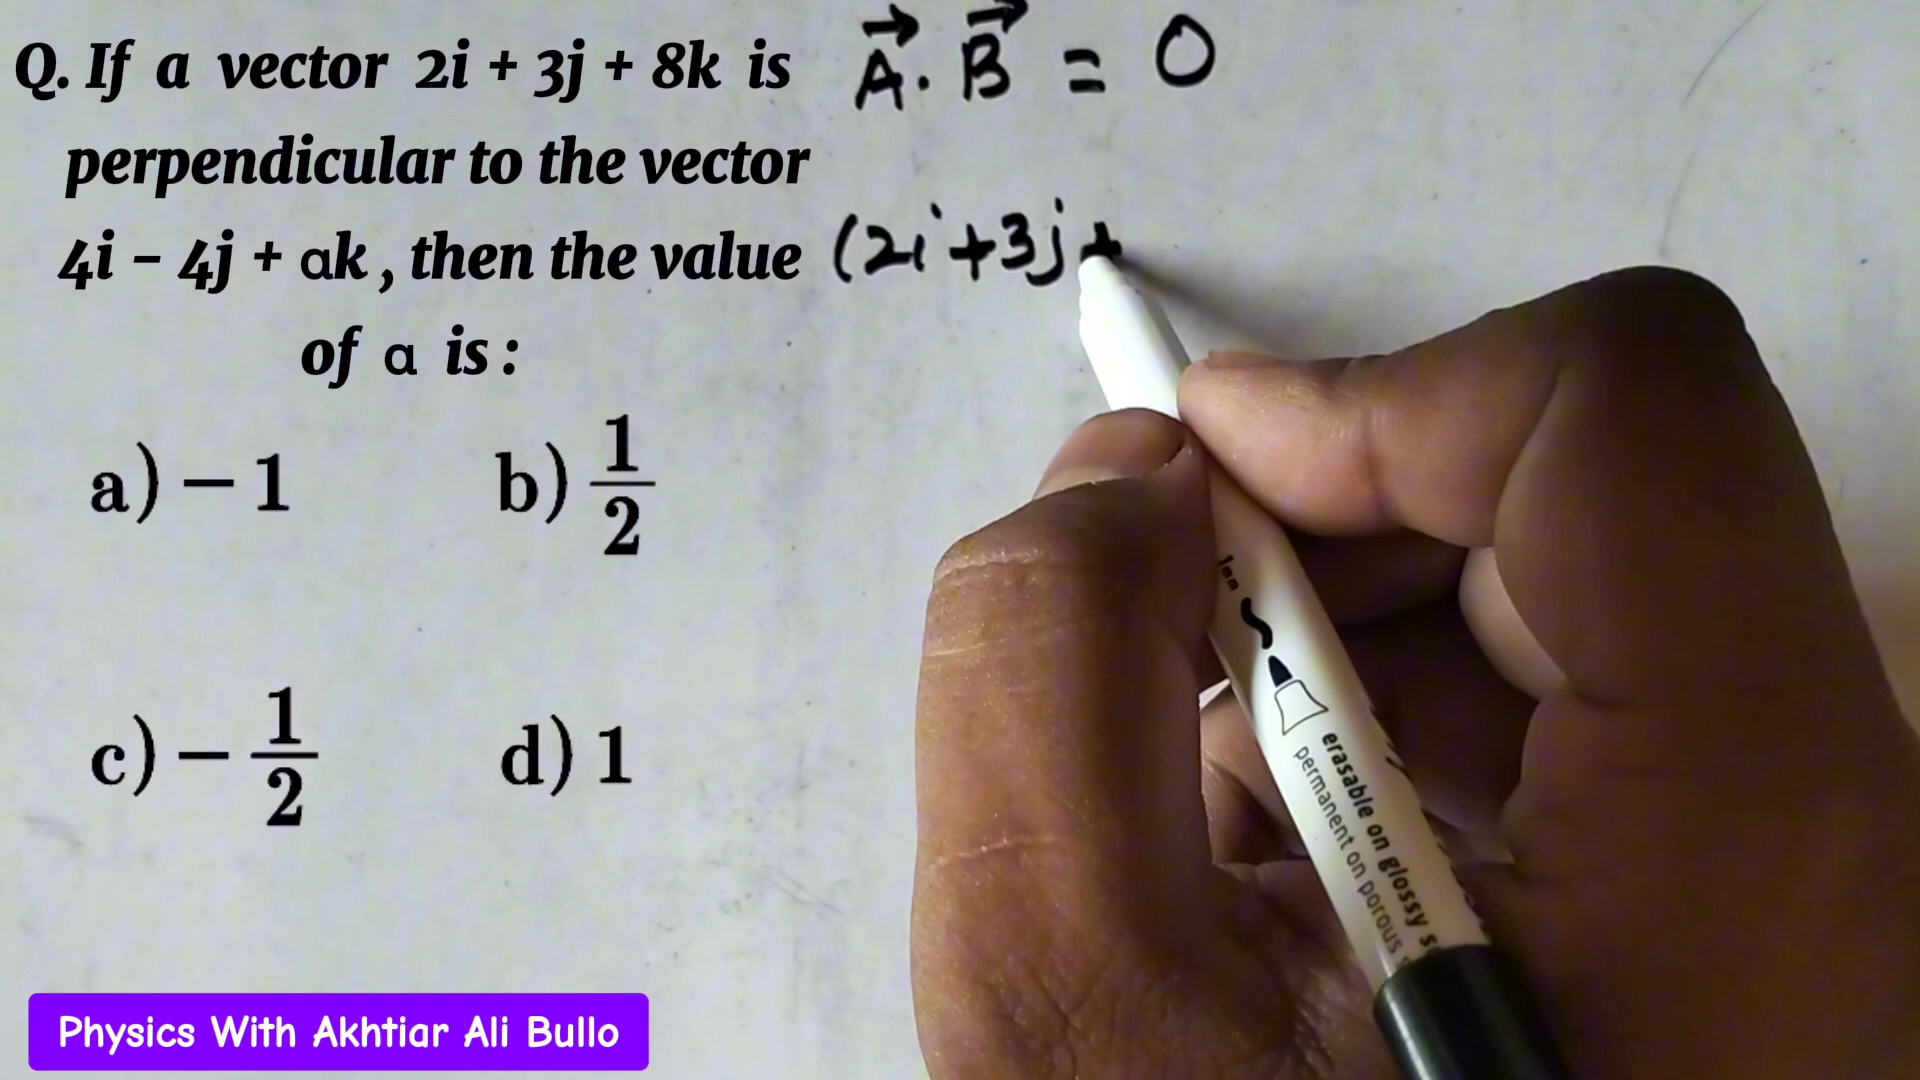 Q. If a vector 2i + 3j + 8k is
perpendicular to the vector
4i - 4j + αk, then the value
of α is :
a) - 1
b) 1/2
c) - 1/2
d) 1
A⃗ . B⃗ = 0
(2i + 3j +
erasable on glossy s
permanent on porous s
Physics With Akhtiar Ali Bullo